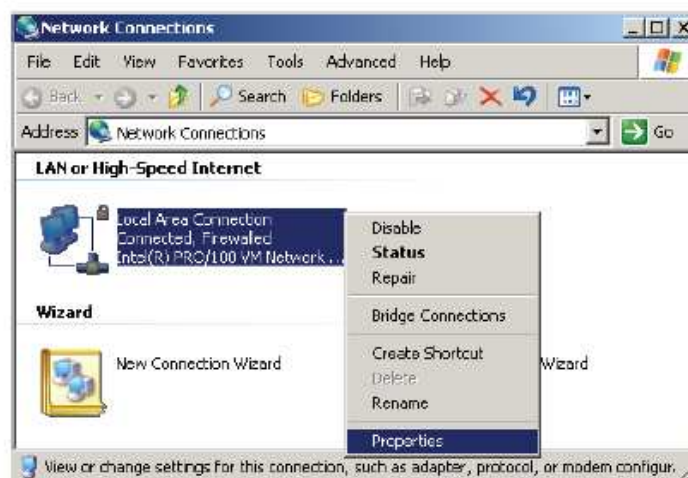 Network Connections
File Edit View Favorites Tools Advanced Help
Back Search Folders
Address Network Connections Go
LAN or High-Speed Internet
Local Area Connection
Connected, Firewalled
Intel(R) PRO/100 VM Network ...
Disable
Status
Repair
Bridge Connections
Create Shortcut
Delete
Rename
Properties
Wizard
New Connection Wizard
Wizard
View or change settings for this connection, such as adapter, protocol, or modem configur.